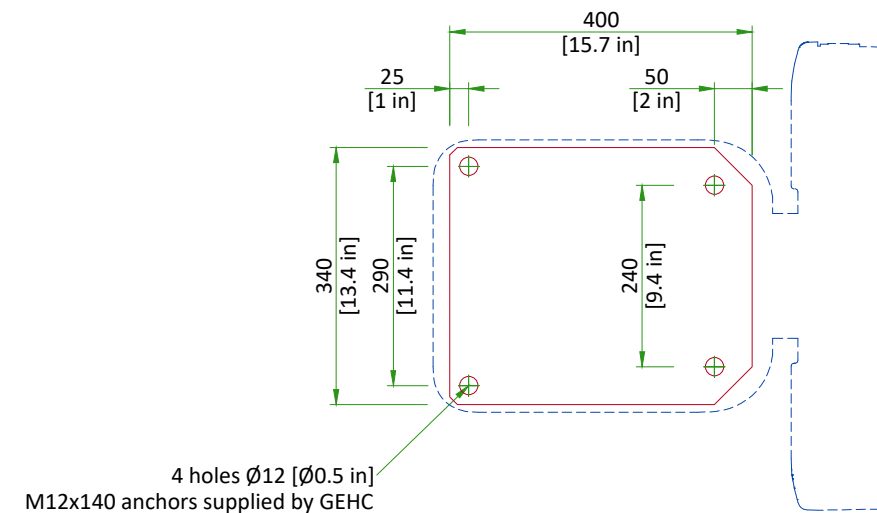 400
[15.7 in]
25
[1 in]
50
[2 in]
340
[13.4 in]
290
[11.4 in]
240
[9.4 in]
4 holes Ø12 [Ø0.5 in]
M12x140 anchors supplied by GEHC